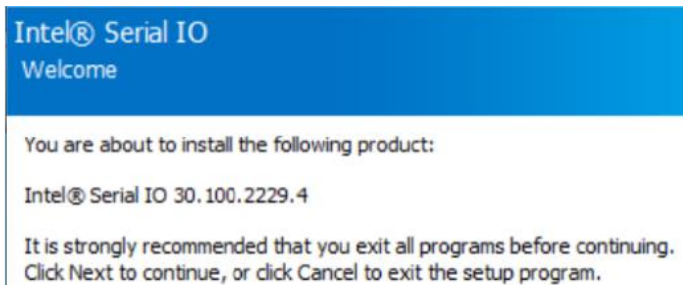 Intel® Serial IO
Welcome
You are about to install the following product:
Intel® Serial IO 30.100.2229.4
It is strongly recommended that you exit all programs before continuing.
Click Next to continue, or click Cancel to exit the setup program.